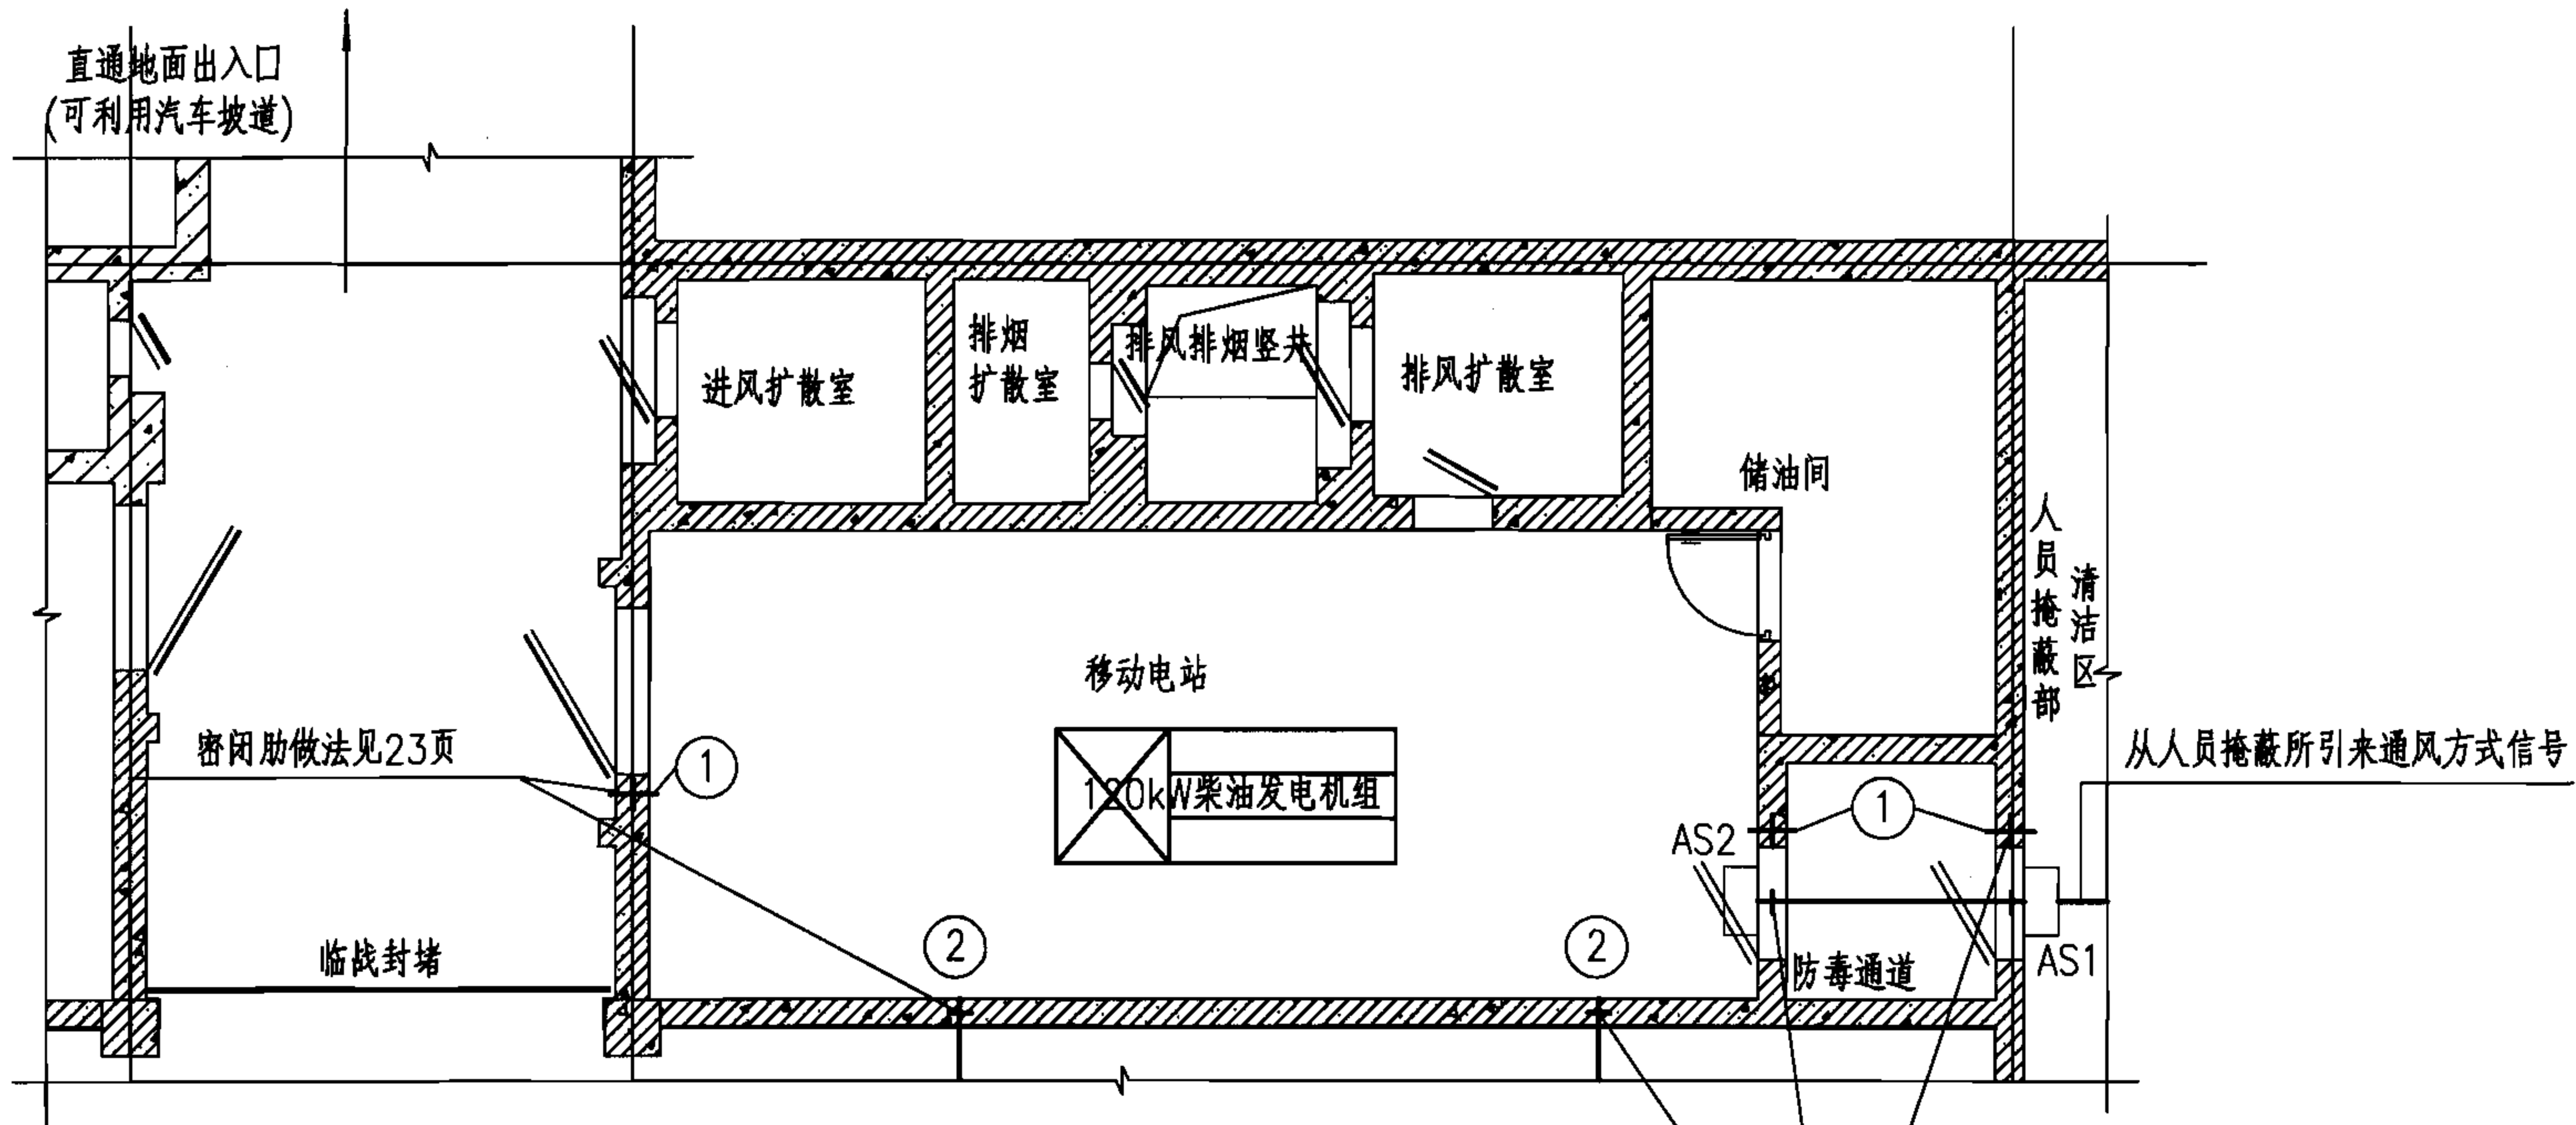 直通地面出入口
(可利用汽车坡道)
进风扩散室
排烟
扩散室
排风排烟竖井
排风扩散室
储油间
人员掩蔽部
清洁区
移动电站
密闭肋做法见23页
1
120kW柴油发电机组
从人员掩蔽所引来通风方式信号
1
AS2
AS1
2
2
防毒通道
临战封堵